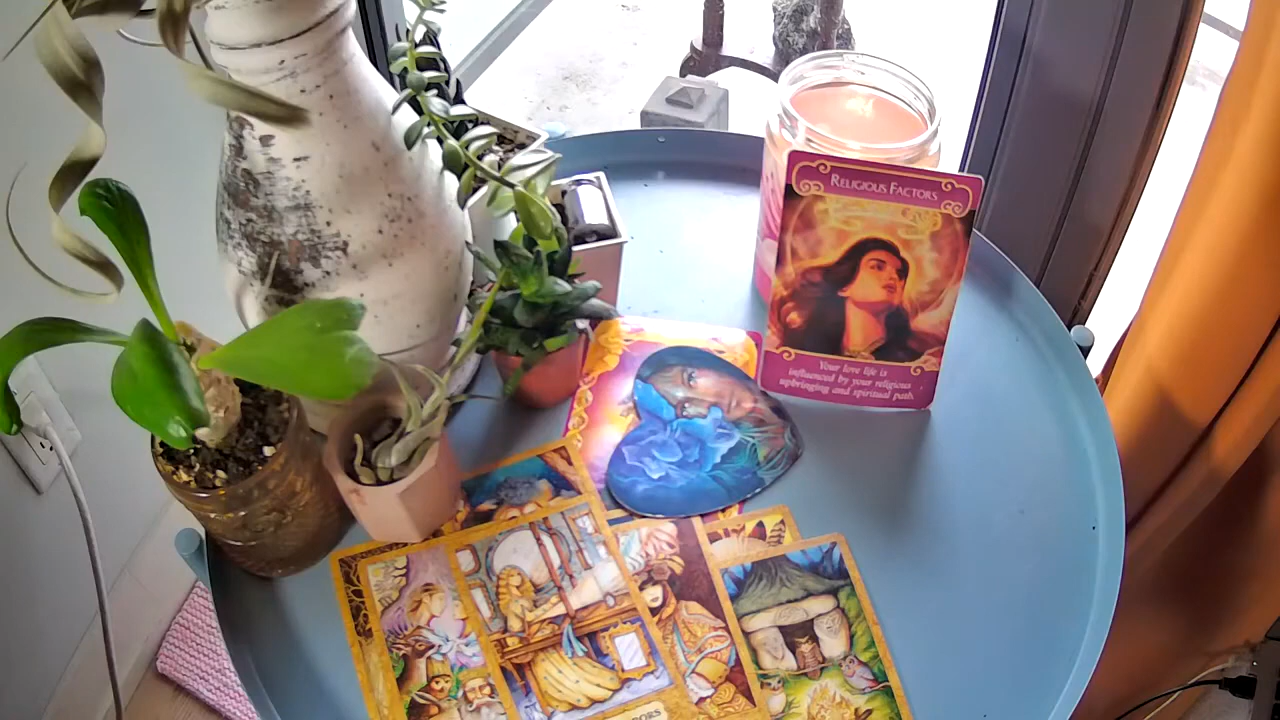 RELIGIOUS FACTORS
Your love life is
influenced by your religious
upbringing and spiritual path.